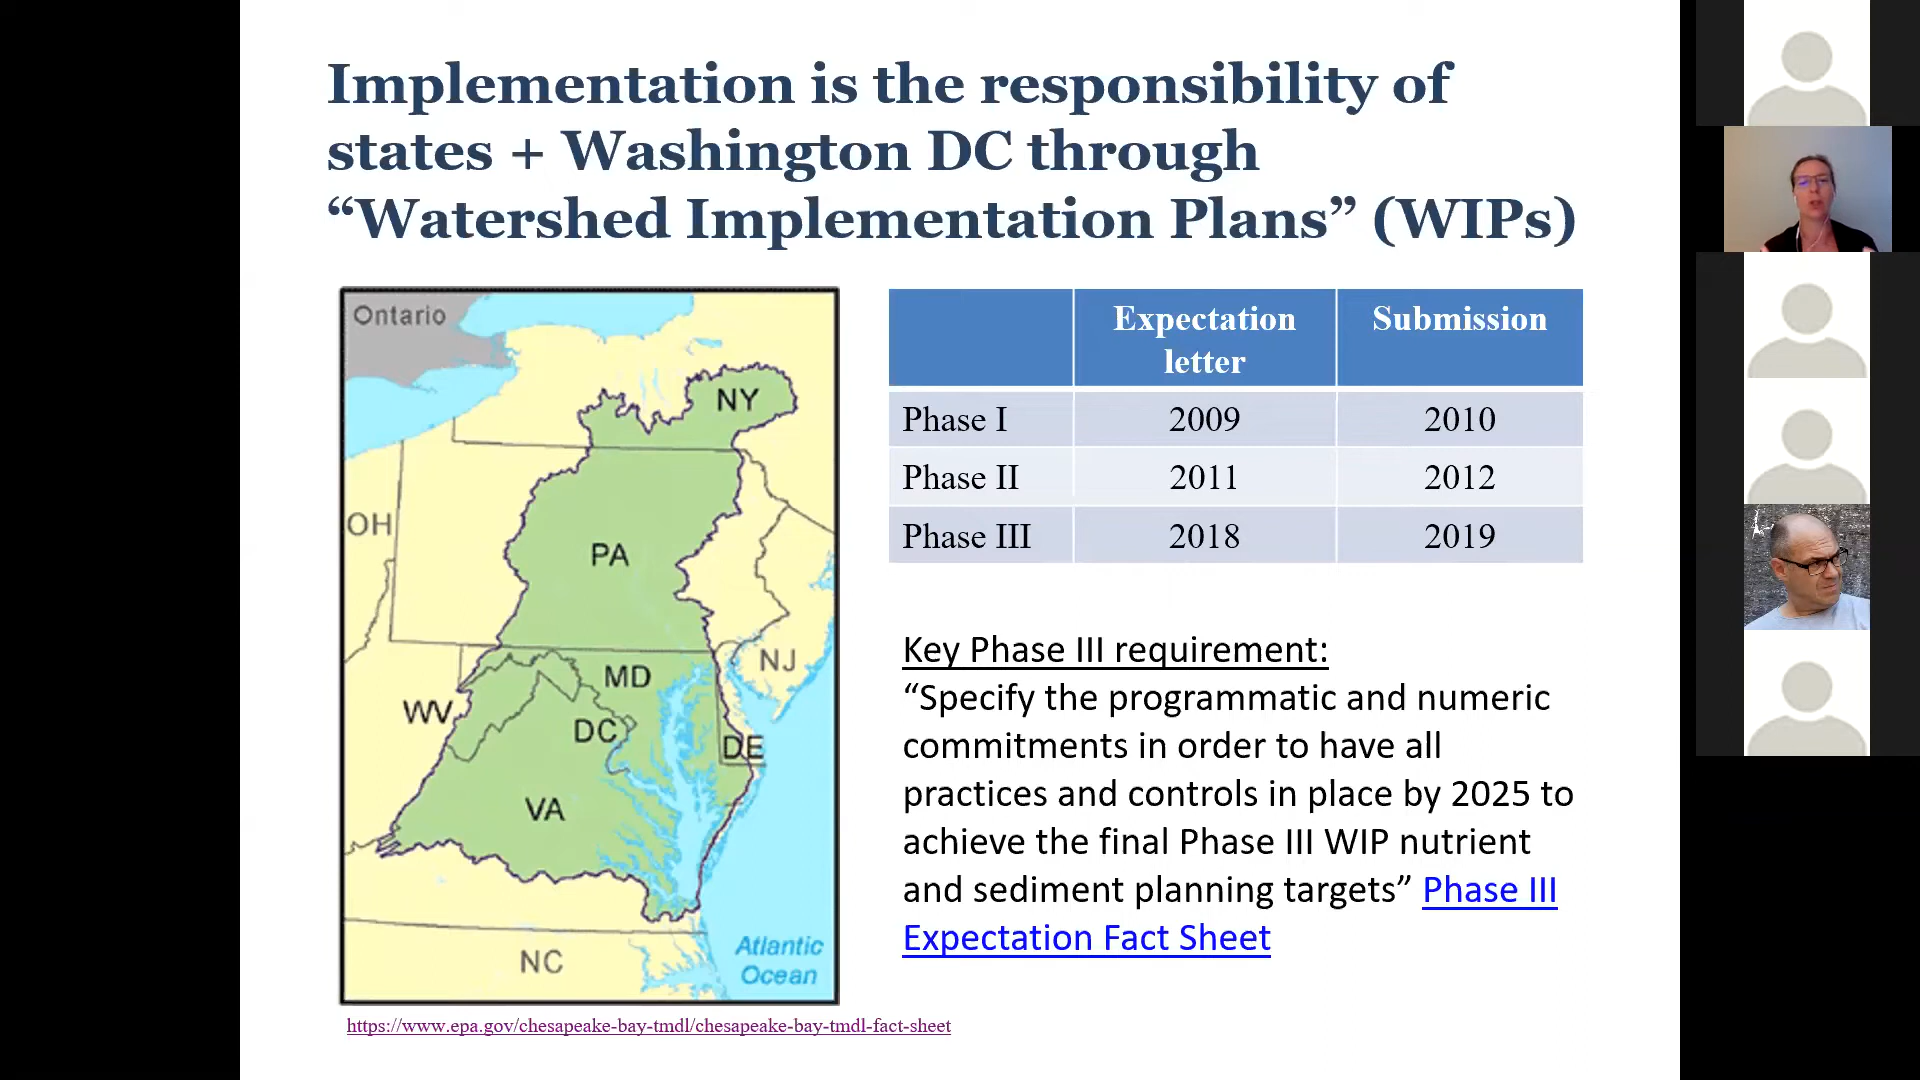 Implementation is the responsibility of
states + Washington DC through
“Watershed Implementation Plans” (WIPs)
Ontario
NY
OH
PA
NJ
MD
WV
DC
DE
VA
NC
Atlantic
Ocean
Expectation
letter
Submission
Phase I 2009 2010
Phase II 2011 2012
Phase III 2018 2019
Key Phase III requirement:
“Specify the programmatic and numeric
commitments in order to have all
practices and controls in place by 2025 to
achieve the final Phase III WIP nutrient
and sediment planning targets” Phase III
Expectation Fact Sheet
https://www.epa.gov/chesapeake-bay-tmdl/chesapeake-bay-tmdl-fact-sheet